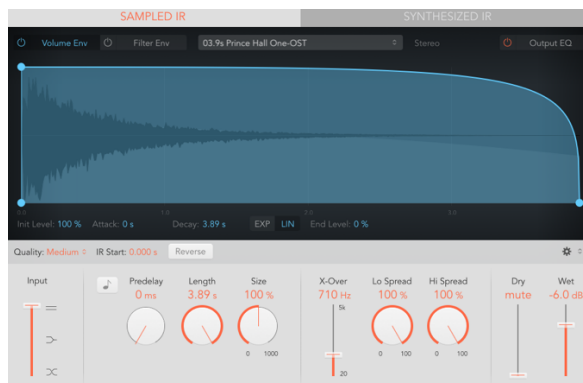 SAMPLED IR SYNTHESIZED IR
Volume Env Filter Env 03.9s Prince Hall One-OST Stereo Output EQ
0.0 1.0 2.0 3.0
Init Level: 100 % Attack: 0 s Decay: 3.89 s EXP LIN End Level: 0 %
Quality: Medium IR Start: 0.000 s Reverse
Input Predelay Length Size X-Over Lo Spread Hi Spread Dry Wet
0 ms 3.89 s 100 % 710 Hz 100 % 100 % mute -6.0 dB
5k
0 1000 20 0 100 0 100